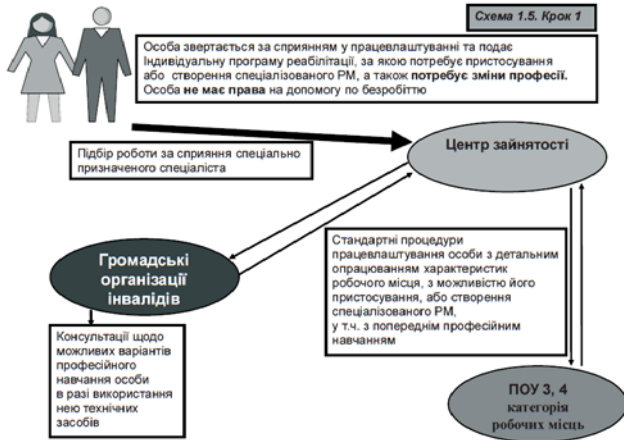 Схема 1.5. Крок 1
Особа звертається за сприянням у працевлаштуванні та подає
Індивідуальну програму реабілітації, за якою потребує пристосування
або створення спеціалізованого РМ, а також потребує зміни професії.
Особа не має права на допомогу по безробіттю
Центр зайнятості
Підбір роботи за сприяння спеціально
призначеного спеціаліста
Громадські
організації
інвалідів
Стандартні процедури
працевлаштування особи з детальним
опрацюванням характеристик
робочого місця, з можливістю його
пристосування, або створення
спеціалізованого РМ,
у т.ч. з попереднім професійним
навчанням
Консультації щодо
можливих варіантів
професійного
навчання особи
в разі використання
нею технічних
засобів
ПОУ 3, 4
категорія
робочих місць